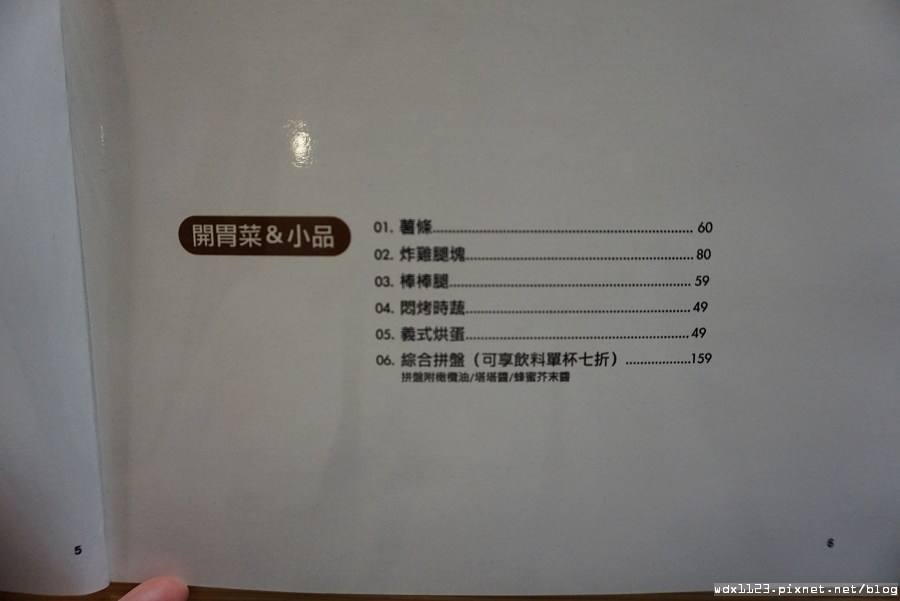 開胃菜&小品
01. 薯條........................................ 60
02. 炸雞腿塊........................................ 80
03. 棒棒腿........................................ 59
04. 悶烤時蔬........................................ 49
05. 義式烘蛋........................................ 49
06. 綜合拼盤（可享飲料單杯七折）..................159
拼盤附橄欖油/塔塔醬/蜂蜜芥末醬
5
6
wdx1123.pixnet.net/blog